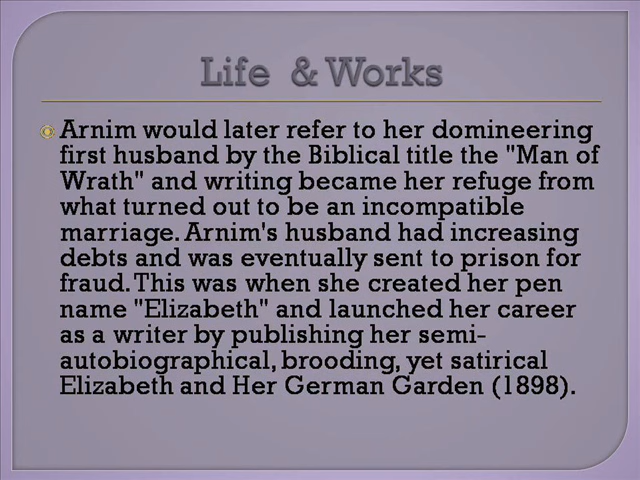 Life & Works
Arnim would later refer to her domineering
first husband by the Biblical title the "Man of
Wrath" and writing became her refuge from
what turned out to be an incompatible
marriage. Arnim's husband had increasing
debts and was eventually sent to prison for
fraud. This was when she created her pen
name "Elizabeth" and launched her career
as a writer by publishing her semi-
autobiographical, brooding, yet satirical
Elizabeth and Her German Garden (1898).